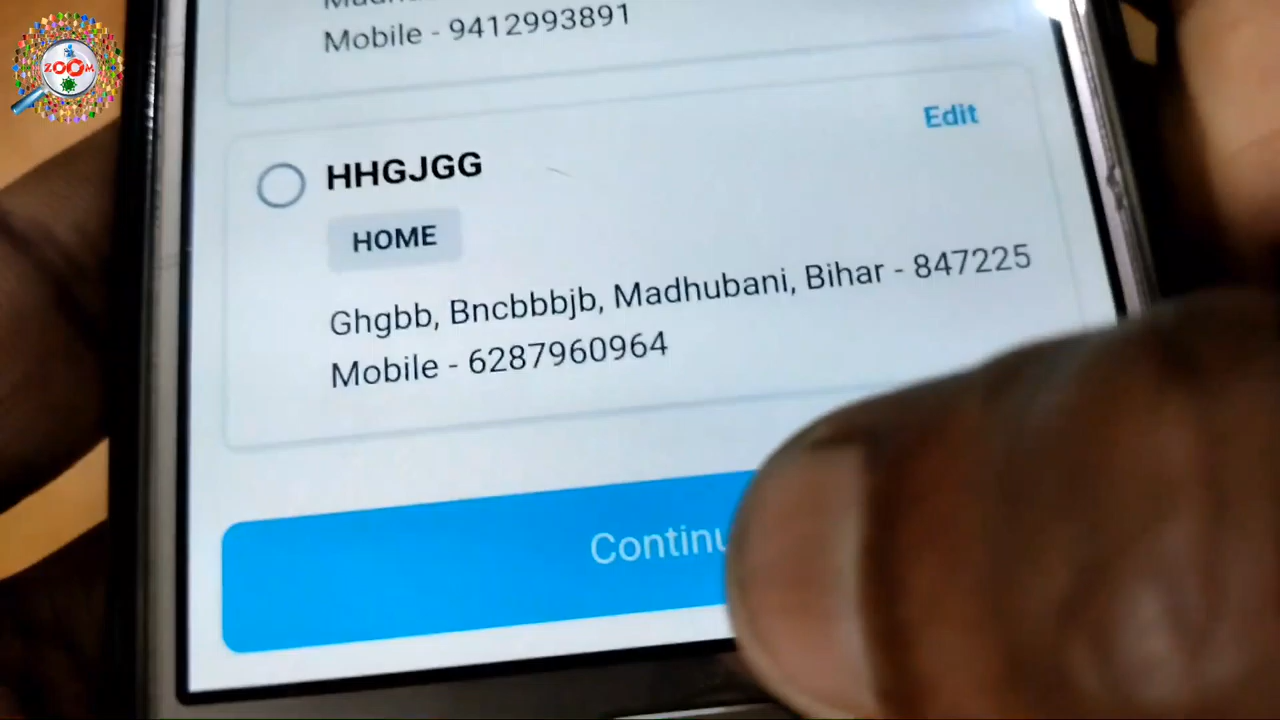 ZOOM
Mobile - 9412993891
Edit
HHGJGG
HOME
Ghgbb, Bncbbbjb, Madhubani, Bihar - 847225
Mobile - 6287960964